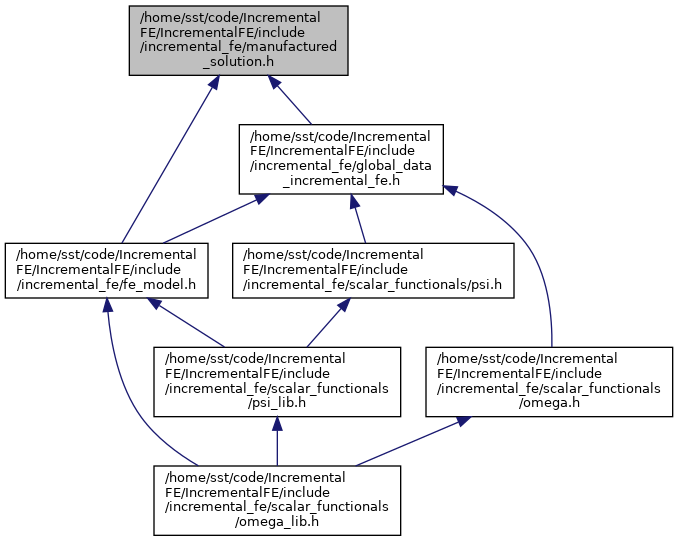 /home/sst/code/Incremental
FE/IncrementalFE/include
/incremental_fe/manufactured
_solution.h
/home/sst/code/Incremental
FE/IncrementalFE/include
/incremental_fe/global_data
_incremental_fe.h
/home/sst/code/Incremental
FE/IncrementalFE/include
/incremental_fe/fe_model.h
/home/sst/code/Incremental
FE/IncrementalFE/include
/incremental_fe/scalar_functionals/psi.h
/home/sst/code/Incremental
FE/IncrementalFE/include
/incremental_fe/scalar_functionals
/psi_lib.h
/home/sst/code/Incremental
FE/IncrementalFE/include
/incremental_fe/scalar_functionals
/omega.h
/home/sst/code/Incremental
FE/IncrementalFE/include
/incremental_fe/scalar_functionals
/omega_lib.h